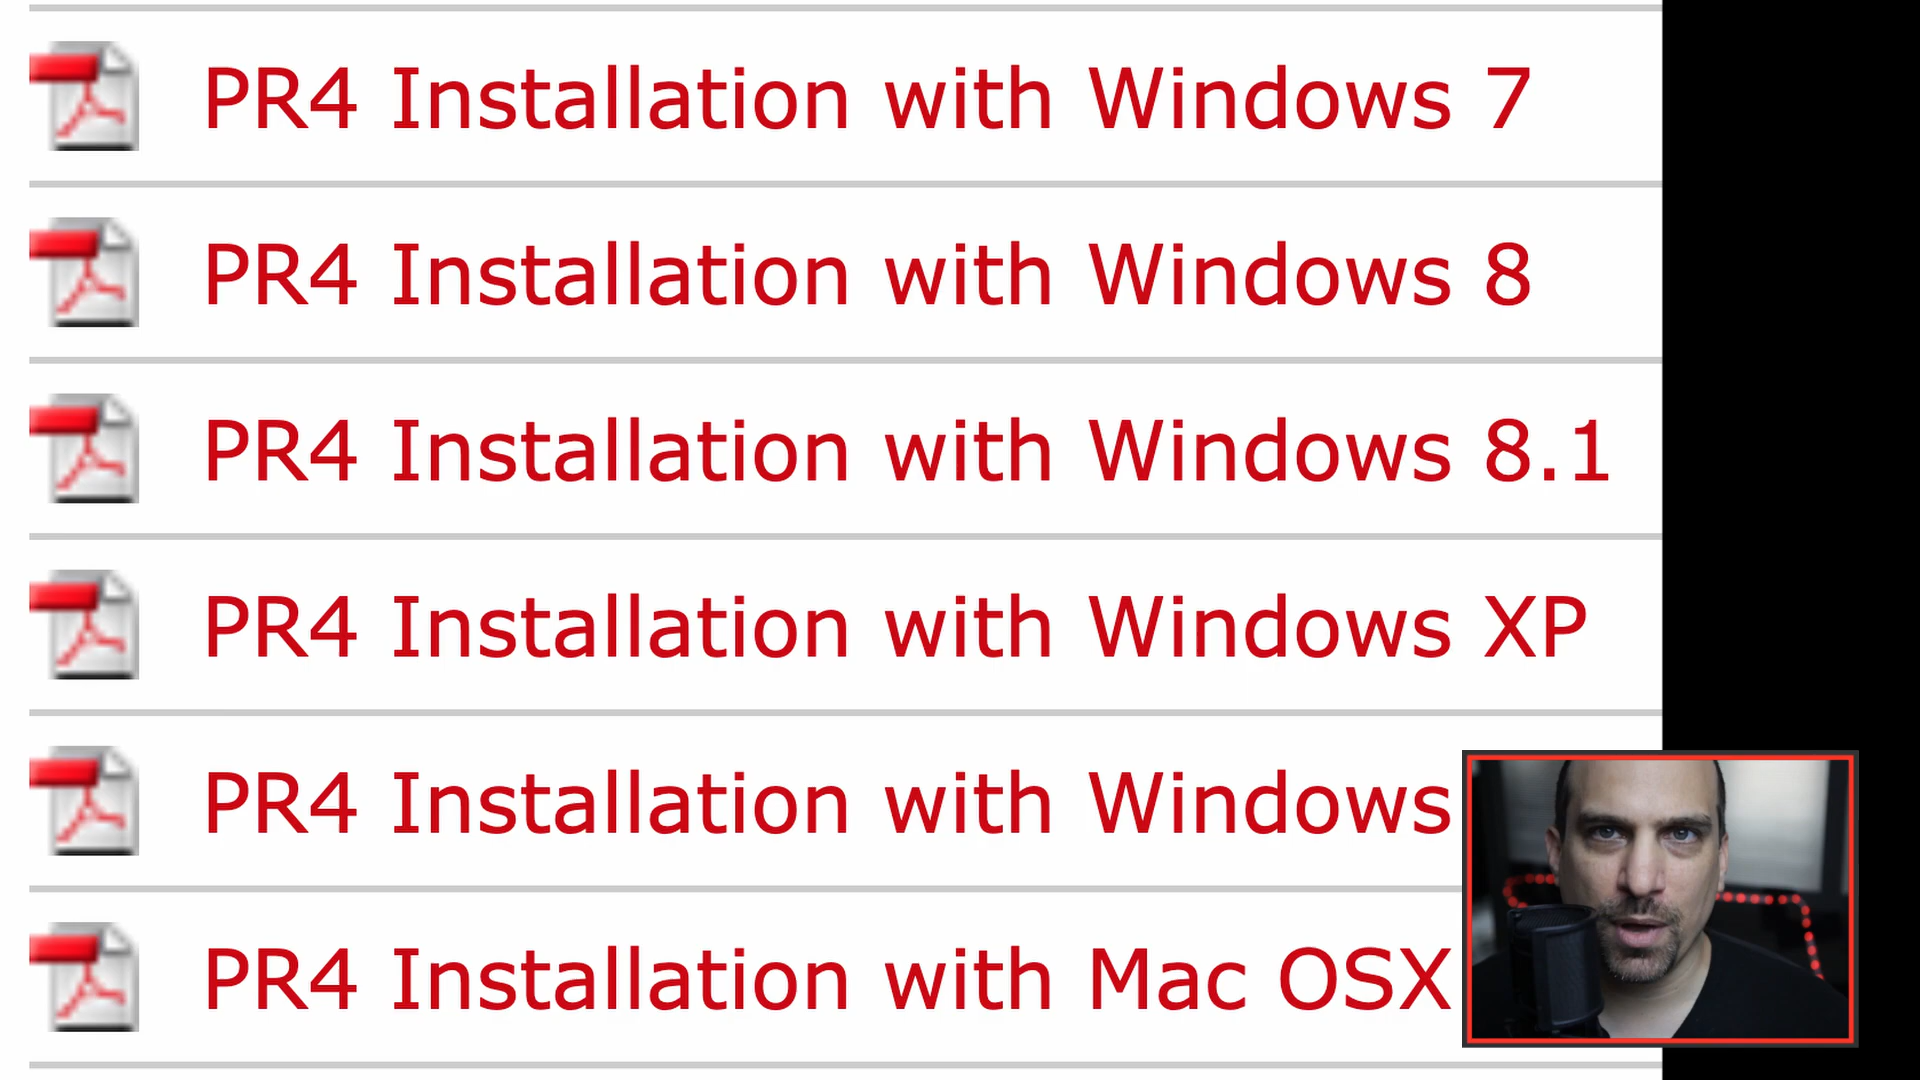 PR4 Installation with Windows 7
PR4 Installation with Windows 8
PR4 Installation with Windows 8.1
PR4 Installation with Windows XP
PR4 Installation with Windows
PR4 Installation with Mac OSX